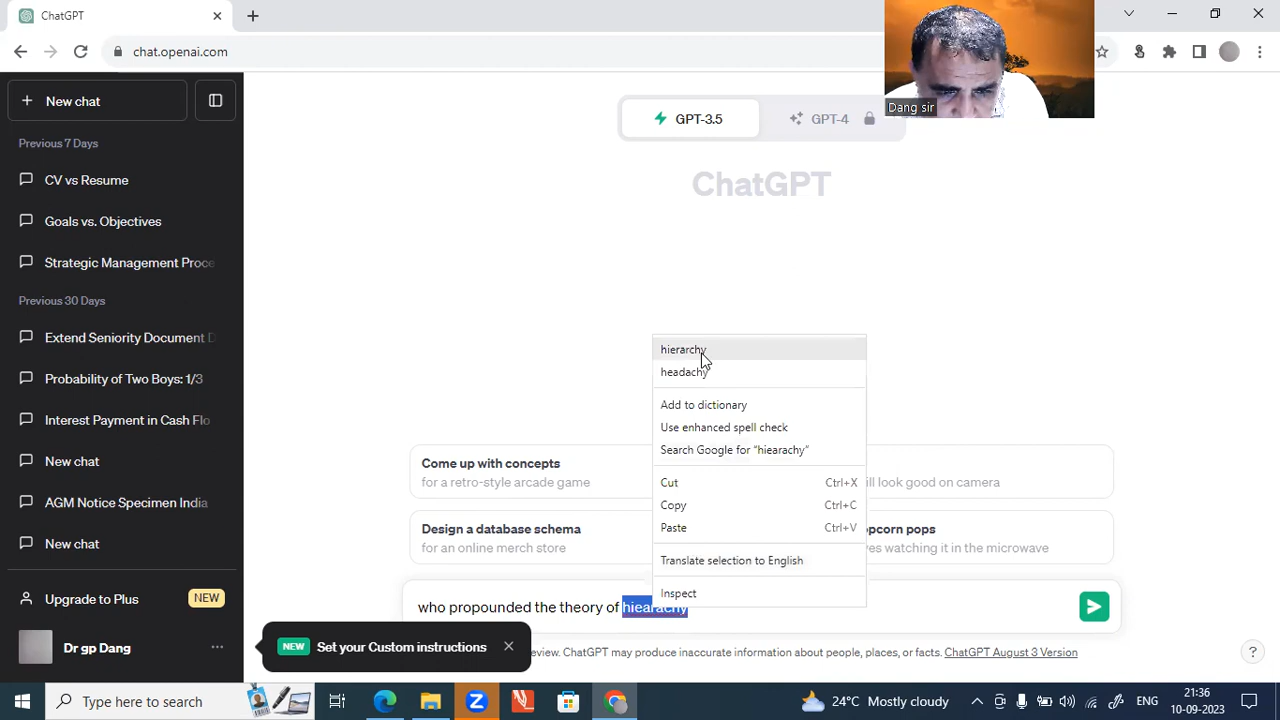 ChatGPT
chat.openai.com
Dang sir
New chat
Previous 7 Days
CV vs Resume
Goals vs. Objectives
Strategic Management Proce
Previous 30 Days
Extend Seniority Document D
Probability of Two Boys: 1/3
Interest Payment in Cash Flo
New chat
AGM Notice Specimen India
New chat
Upgrade to Plus NEW
Dr gp Dang
GPT-3.5 GPT-4
ChatGPT
hierarchy
headachy
Add to dictionary
Use enhanced spell check
Search Google for "hiearachy"
Cut Ctrl+X
Copy Ctrl+C
Paste Ctrl+V
Translate selection to English
Inspect
Come up with concepts
for a retro-style arcade game
ill look good on camera
Design a database schema
for an online merch store
opcorn pops
ves watching it in the microwave
who propounded the theory of hiearachy
NEW Set your Custom instructions
eview. ChatGPT may produce inaccurate information about people, places, or facts. ChatGPT August 3 Version
?
Type here to search
24°C Mostly cloudy
ENG
21:36
10-09-2023